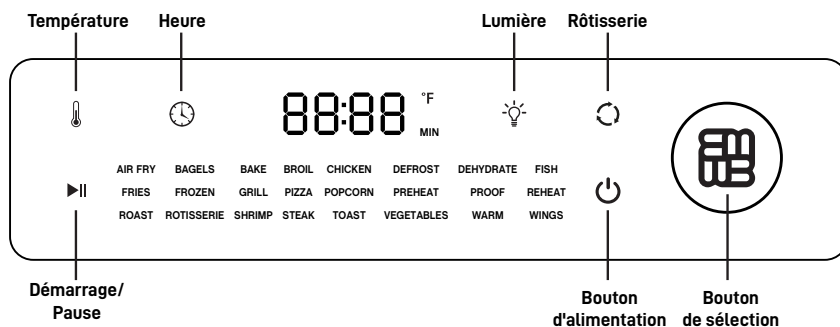 Température Heure Lumière Rôtisserie
88:88 °F
MIN
AIR FRY BAGELS BAKE BROIL CHICKEN DEFROST DEHYDRATE FISH
FRIES FROZEN GRILL PIZZA POPCORN PREHEAT PROOF REHEAT
ROAST ROTISSERIE SHRIMP STEAK TOAST VEGETABLES WARM WINGS
Démarrage/
Pause
Bouton
d'alimentation
Bouton
de sélection